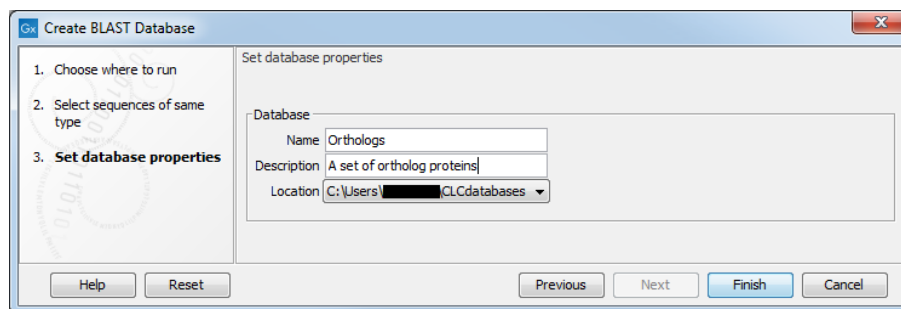 Gx Create BLAST Database
1. Choose where to run
2. Select sequences of same
type
3. Set database properties
Set database properties
Database
Name Orthologs
Description A set of ortholog proteins
Location C:\Users\ \CLCdatabases
Help Reset Previous Next Finish Cancel